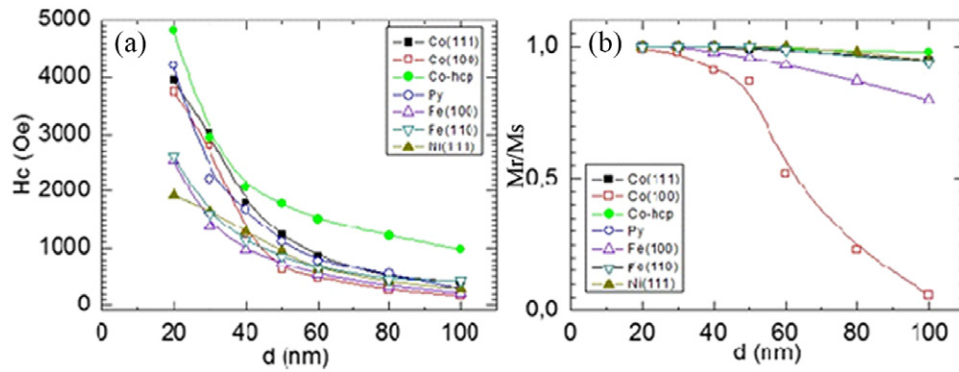 (a)
5000
4000
3000
2000
1000
0
Hc (Oe)
0 20 40 60 80 100
d (nm)
Co(111)
Co(100)
Co-hcp
Py
Fe(100)
Fe(110)
Ni(111)
(b)
1,0
0,5
0,0
Mr/Ms
0 20 40 60 80 100
d (nm)
Co(111)
Co(100)
Co-hcp
Py
Fe(100)
Fe(110)
Ni(111)